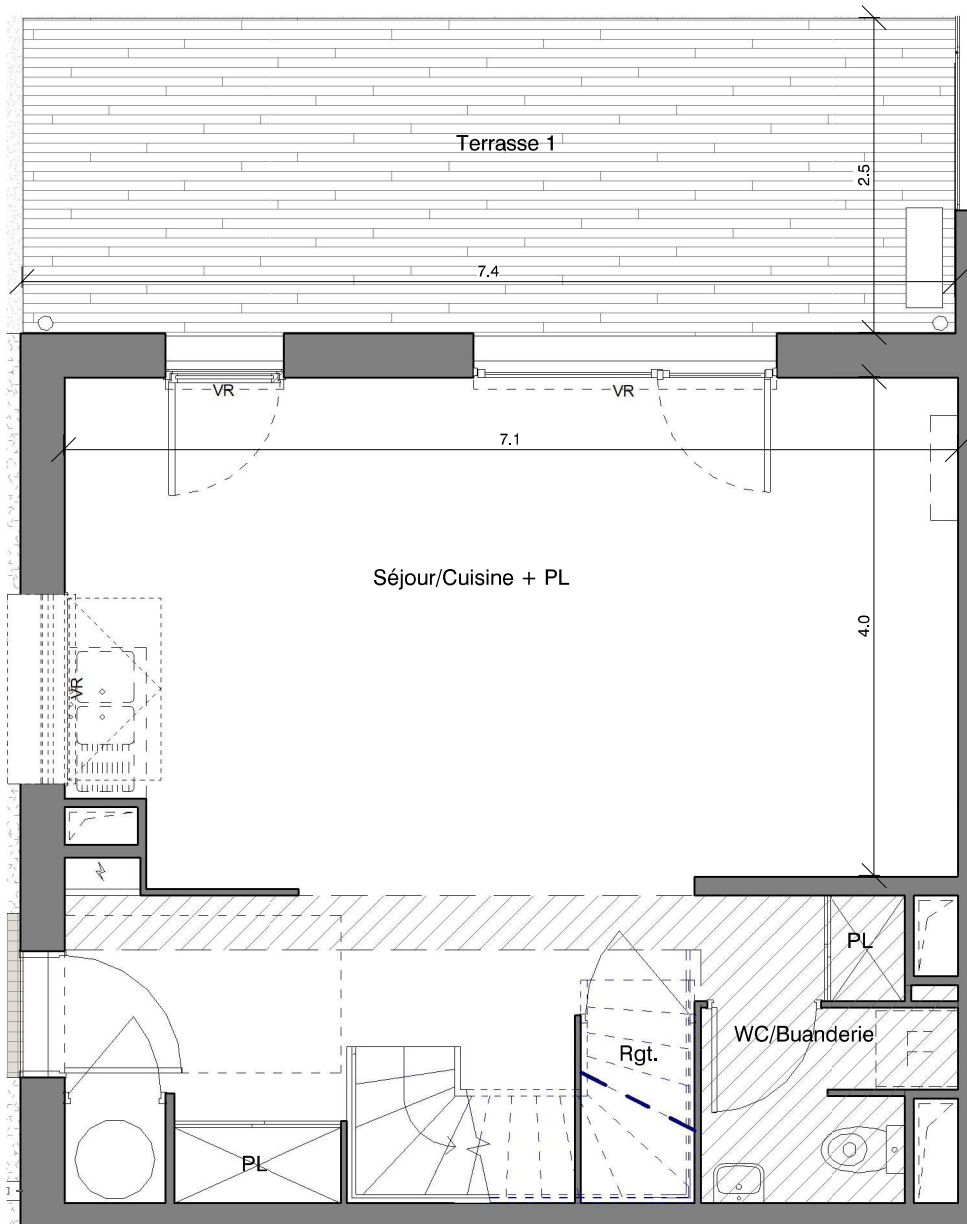 Terrasse 1
2.5
7.4
VR
VR
7.1
Séjour/Cuisine + PL
4.0
VR
PL
WC/Buanderie
Rgt.
PL